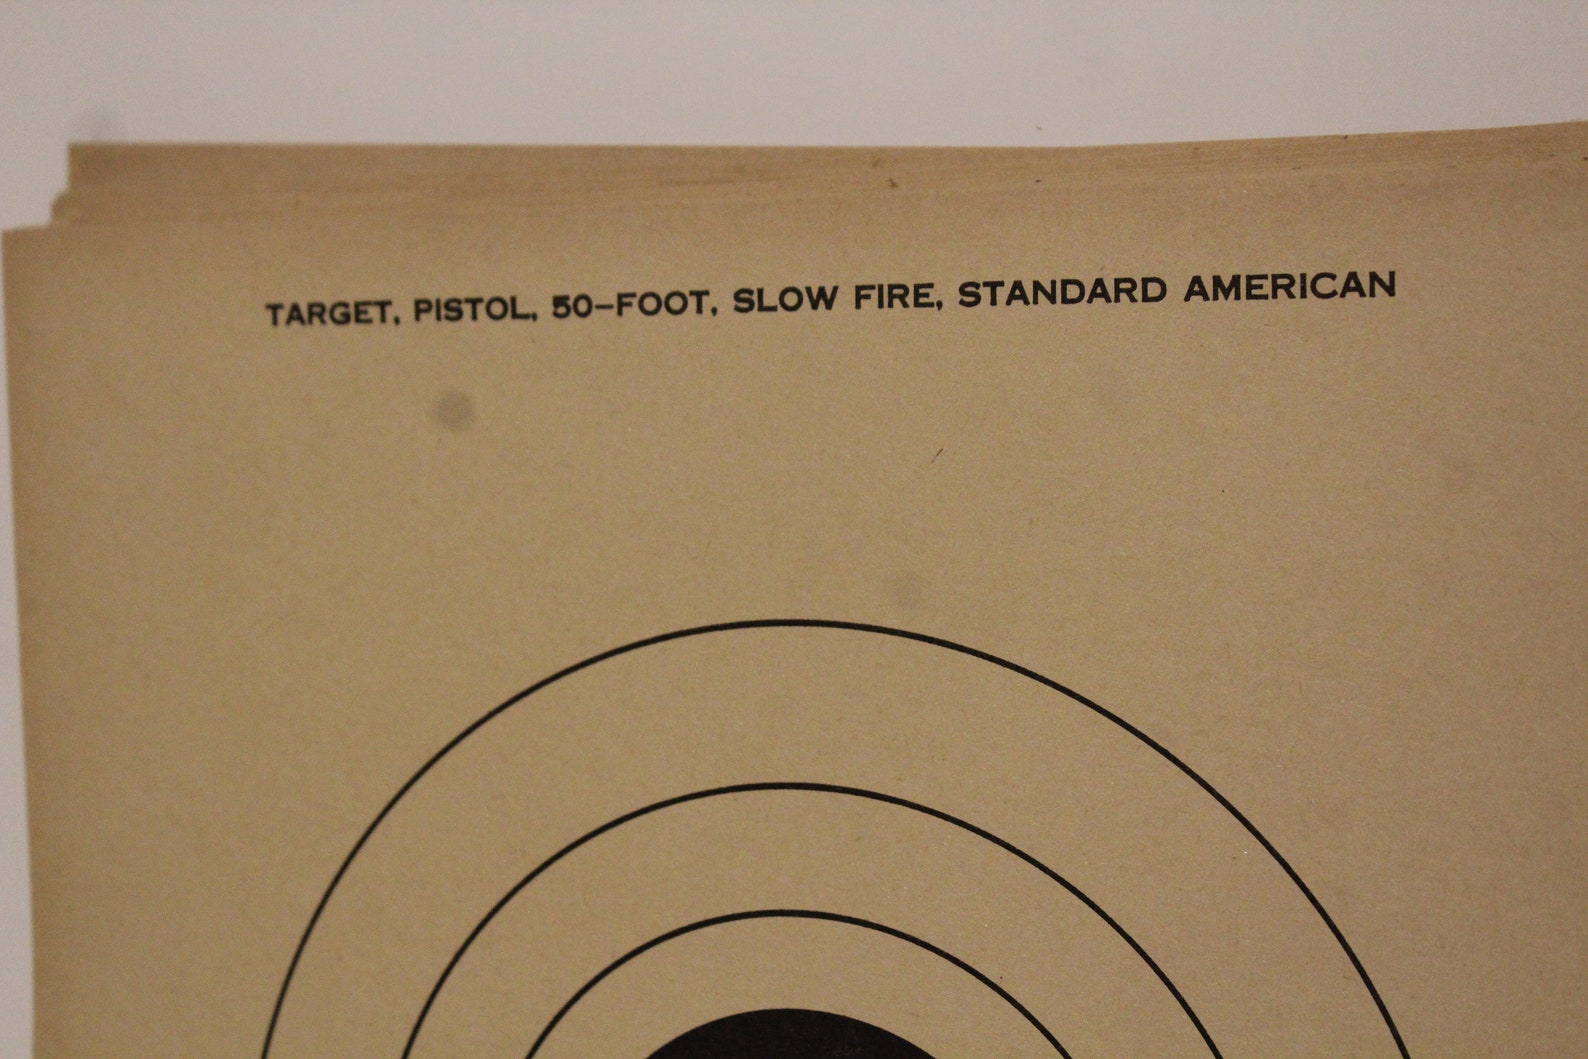 TARGET, PISTOL, 50-FOOT, SLOW FIRE, STANDARD AMERICAN